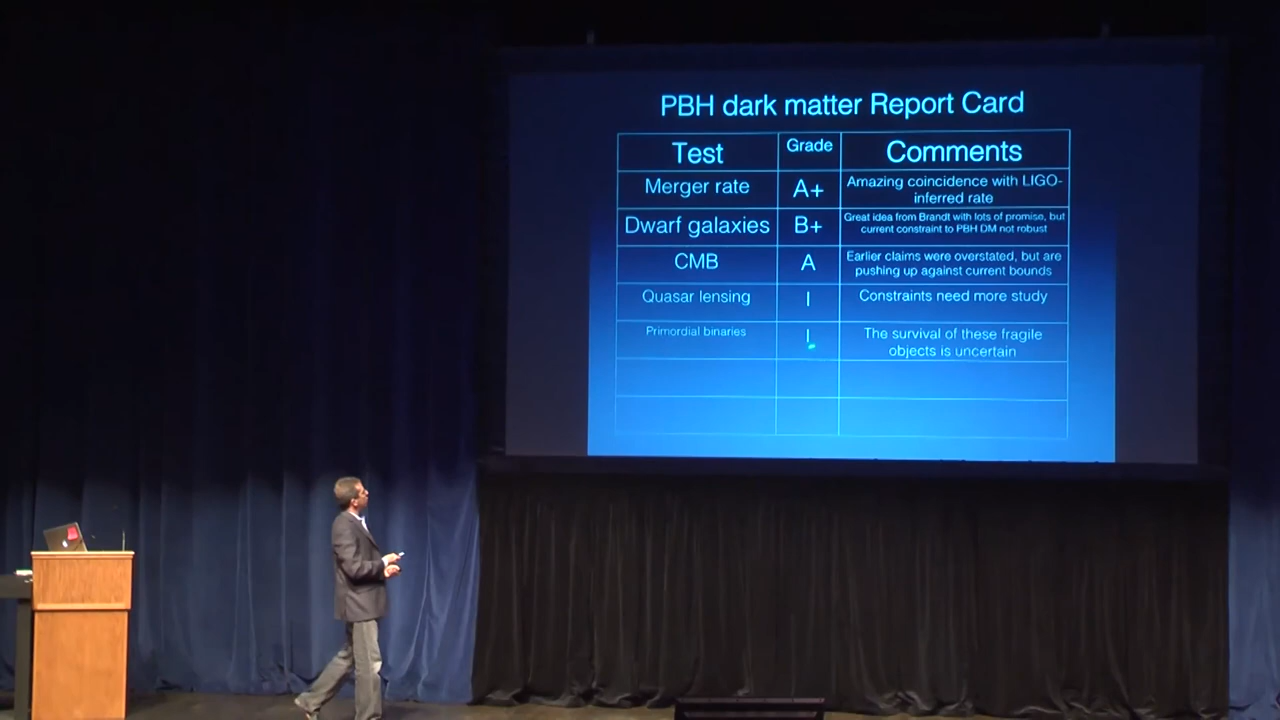 PBH dark matter Report Card
Test
Grade
Comments
Merger rate
A+
Amazing coincidence with LIGO-
inferred rate
Dwarf galaxies
B+
Great idea from Brandt with lots of promise, but
current constraint to PBH DM not robust
CMB
A
Earlier claims were overstated, but are
pushing up against current bounds
Quasar lensing
I
Constraints need more study
Primordial binaries
I
The survival of these fragile
objects is uncertain